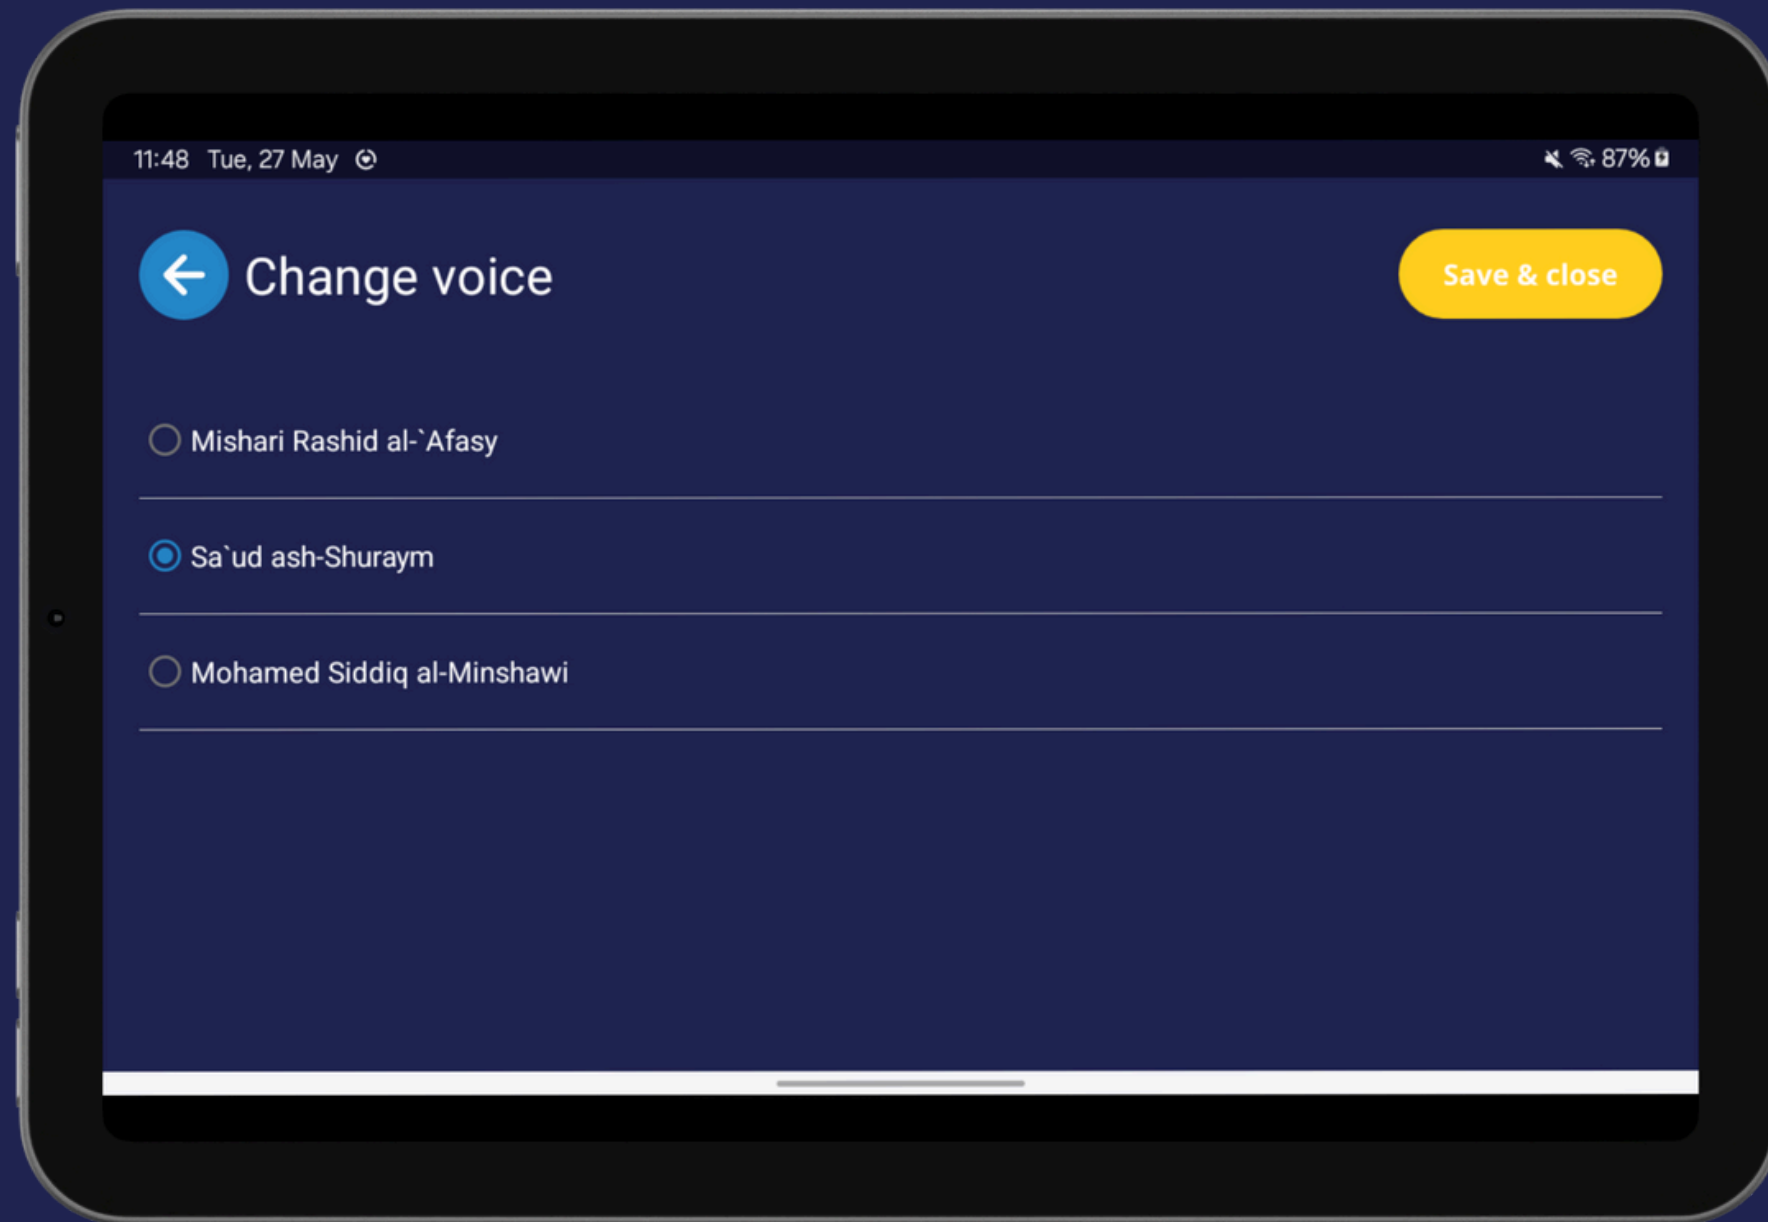 11:48 Tue, 27 May 87%
Change voice
Save & close
Mishari Rashid al-`Afasy
Sa`ud ash-Shuraym
Mohamed Siddiq al-Minshawi